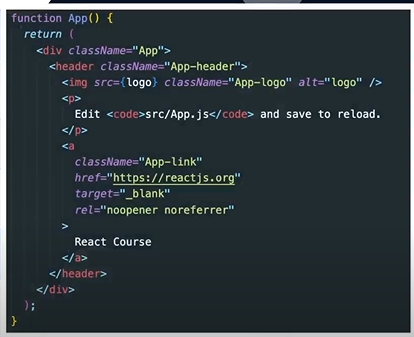 function App() {
  return (
    <div className="App">
      <header className="App-header">
        <img src={logo} className="App-logo" alt="logo" />
        <p>
          Edit <code>src/App.js</code> and save to reload.
        </p>
        <a
          className="App-link"
          href="https://reactjs.org"
          target="_blank"
          rel="noopener noreferrer"
        >
          React Course
        </a>
      </header>
    </div>
  );
}